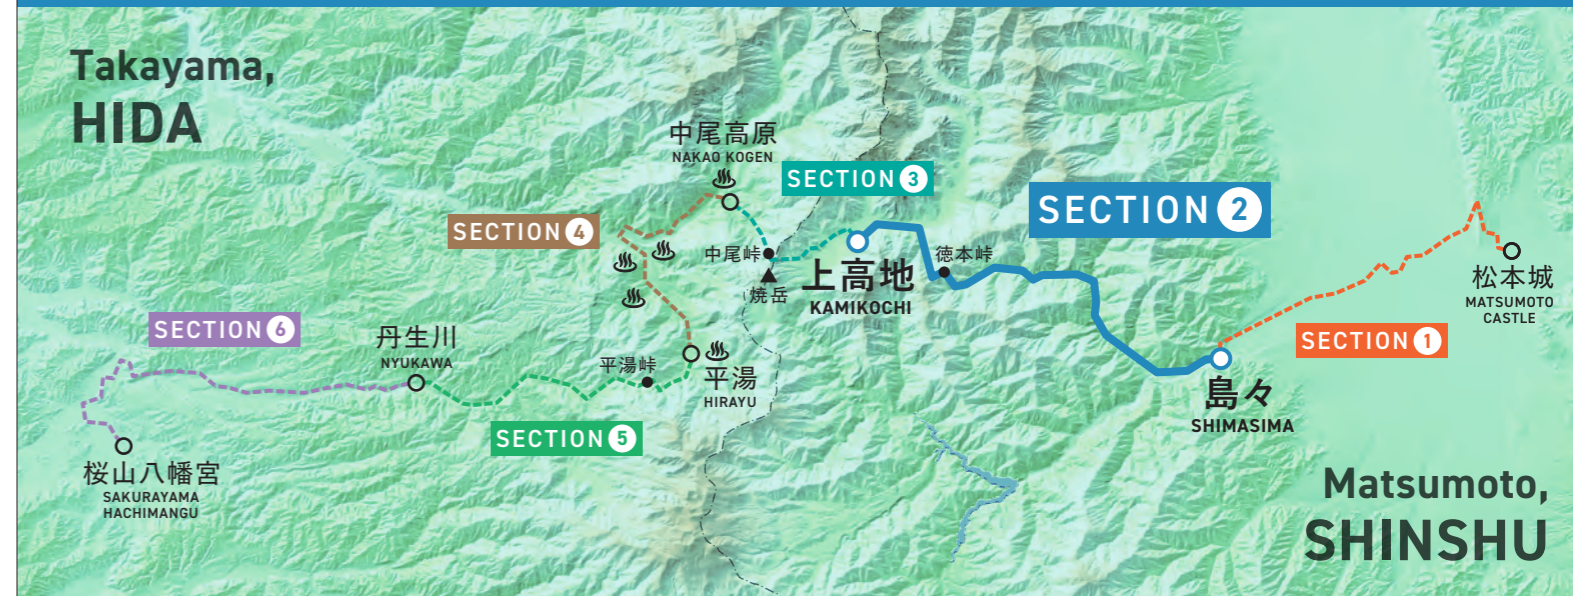 Takayama,
HIDA
中尾高原
NAKAO KOGEN
SECTION 3
SECTION 2
SECTION 4
中尾峠
焼岳
上高地
KAMIKOCHI
徳本峠
松本城
MATSUMOTO
CASTLE
SECTION 1
SECTION 6
丹生川
NYUKAWA
平湯峠
平湯
HIRAYU
島々
SHIMASIMA
SECTION 5
桜山八幡宮
SAKURAYAMA
HACHIMANGU
Matsumoto,
SHINSHU